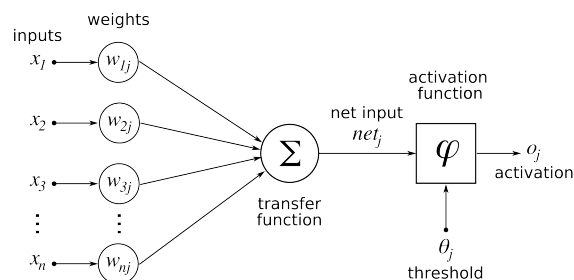 inputs
weights
x1 w1j
x2 w2j
x3 w3j
⋮ ⋮
xn wnj
Σ
transfer
function
net input
netj
activation
function
φ
oj
activation
θj
threshold